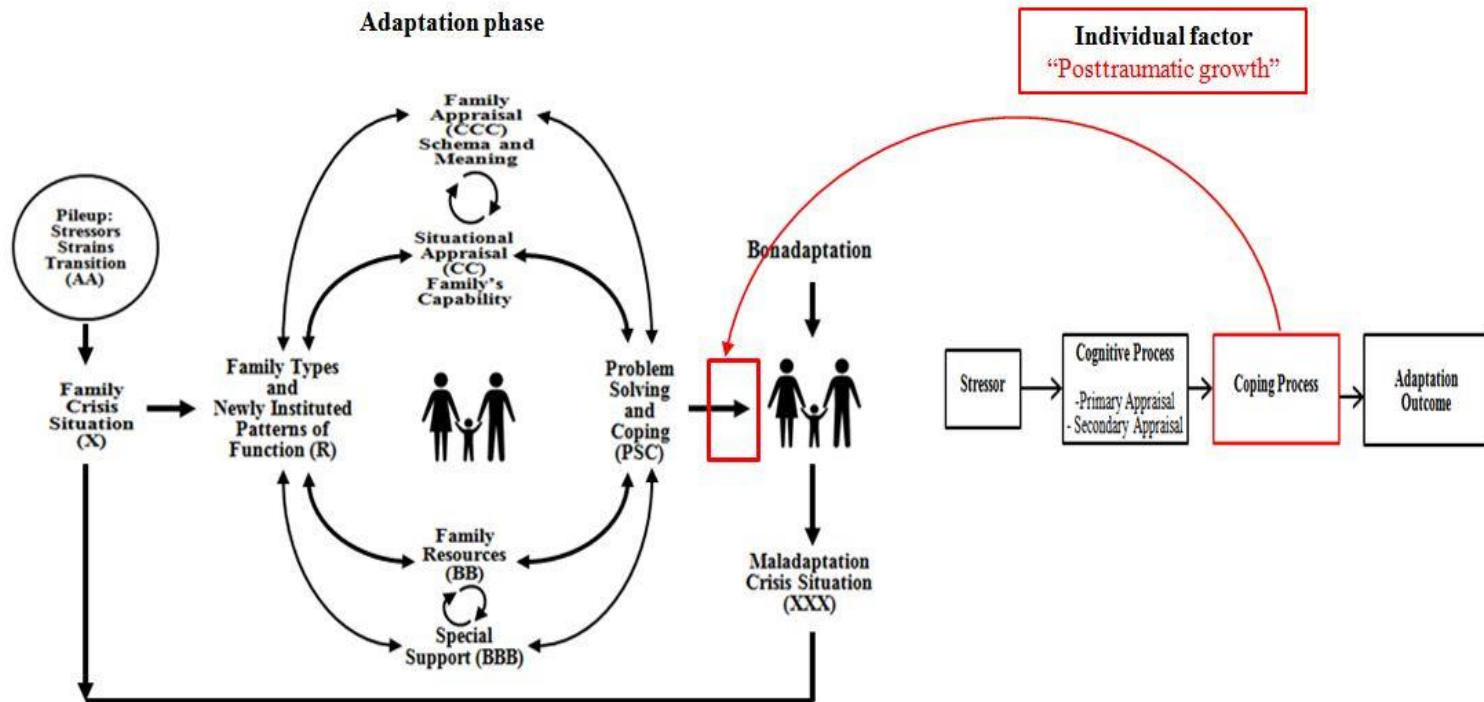 Adaptation phase
Individual factor
“Posttraumatic growth”
Family
Appraisal
(CCC)
Schema and
Meaning
Pileup:
Stressors
Strains
Transition
(AA)
Situational
Appraisal
(CC)
Family’s
Capability
Bonadaptation
Family
Crisis
Situation
(X)
Family Types
and
Newly Instituted
Patterns of
Function (R)
Problem
Solving
and
Coping
(PSC)
Stressor
Cognitive Process
-Primary Appraisal
- Secondary Appraisal
Coping Process
Adaptation
Outcome
Family
Resources
(BB)
Special
Support (BBB)
Maladaptation
Crisis Situation
(XXX)